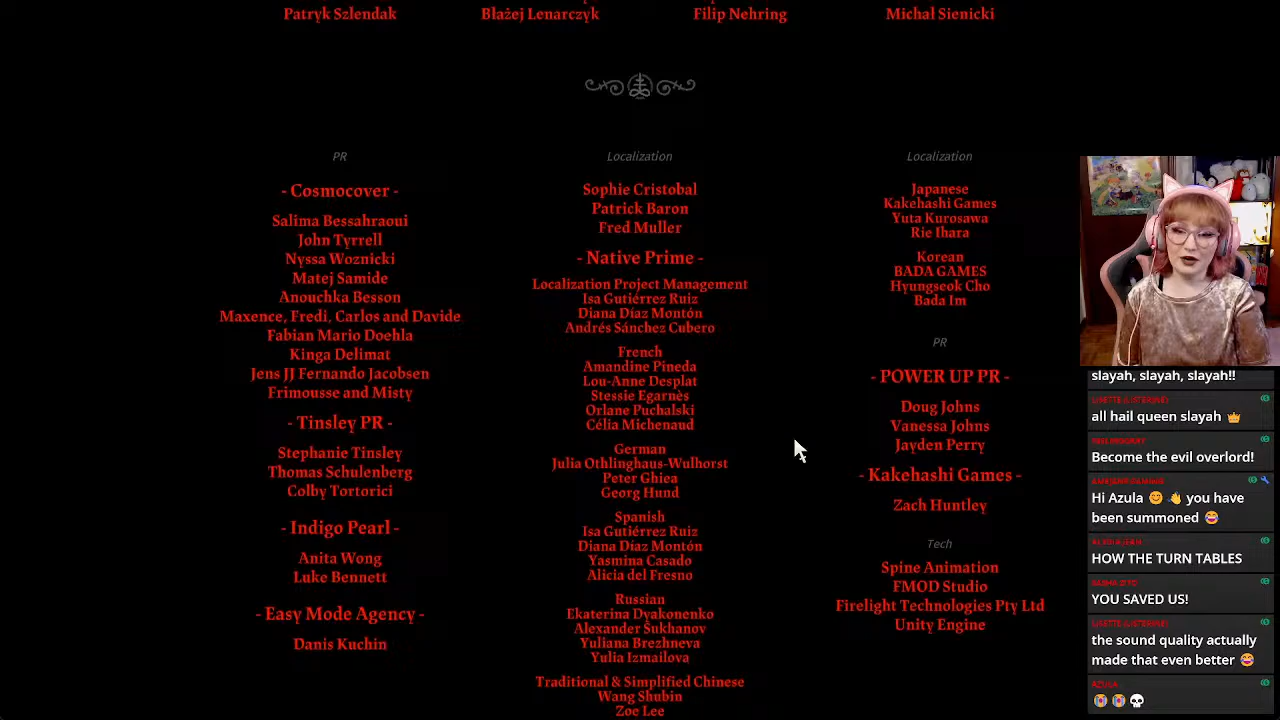 Patryk Szlendak
Błażej Lenarczyk
Filip Nehring
Michał Sienicki
PR
- Cosmocover -
Salima Bessahraoui
John Tyrrell
Nyssa Woznicki
Matej Samide
Anouchka Besson
Maxence, Fredi, Carlos and Davide
Fabian Mario Doehla
Kinga Delimat
Jens JJ Fernando Jacobsen
Frimousse and Misty
- Tinsley PR -
Stephanie Tinsley
Thomas Schulenberg
Colby Tortorici
- Indigo Pearl -
Anita Wong
Luke Bennett
- Easy Mode Agency -
Danis Kuchin
Localization
Sophie Cristobal
Patrick Baron
Fred Muller
- Native Prime -
Localization Project Management
Isa Gutiérrez Ruiz
Diana Díaz Montón
Andrés Sánchez Cubero
French
Amandine Pineda
Lou-Anne Desplat
Stessie Egarnès
Orlane Puchalski
Célia Michenaud
German
Julia Othlinghaus-Wulhorst
Peter Ghiea
Georg Hund
Spanish
Isa Gutiérrez Ruiz
Diana Díaz Montón
Yasmina Casado
Alicia del Fresno
Russian
Ekaterina Dyakonenko
Alexander Sukhanov
Yuliana Brezhneva
Yulia Izmailova
Traditional & Simplified Chinese
Wang Shubin
Zoe Lee
Localization
Japanese
Kakehashi Games
Yuta Kurosawa
Rie Ihara
Korean
BADA GAMES
Hyungseok Cho
Bada Im
PR
- POWER UP PR -
Doug Johns
Vanessa Johns
Jayden Perry
- Kakehashi Games -
Zach Huntley
Tech
Spine Animation
FMOD Studio
Firelight Technologies Pty Ltd
Unity Engine
slayah, slayah, slayah!!
all hail queen slayah 👑
Become the evil overlord!
Hi Azula 😊 👋 you have
been summoned 😂
HOW THE TURN TABLES
YOU SAVED US!
the sound quality actually
made that even better 😂
AZULA
😭 😭 💀